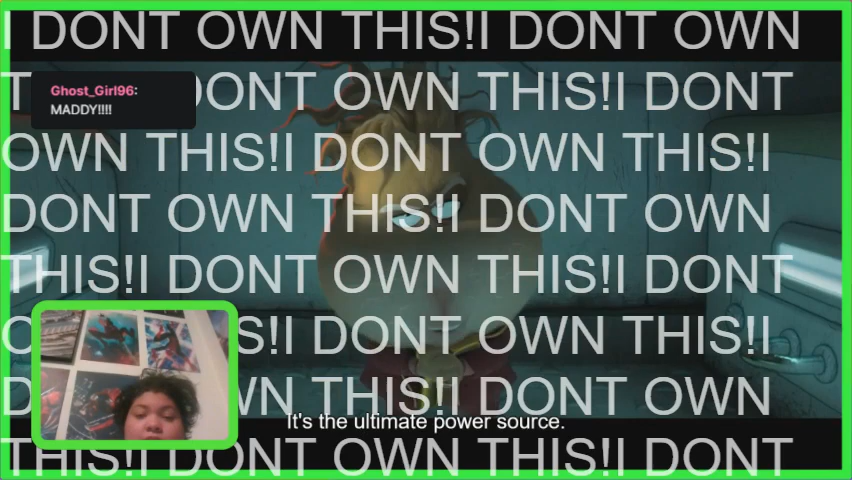 I DONT OWN THIS!I DONT OWN
T DONT OWN THIS!I DONT
Ghost_Girl96:
MADDY!!!!
OWN THIS!I DONT OWN THIS!I
DONT OWN THIS!I DONT OWN
THIS!I DONT OWN THIS!I DONT
O S!I DONT OWN THIS!I
D WN THIS!I DONT OWN
It's the ultimate power source.
THIS!I DONT OWN THIS!I DONT